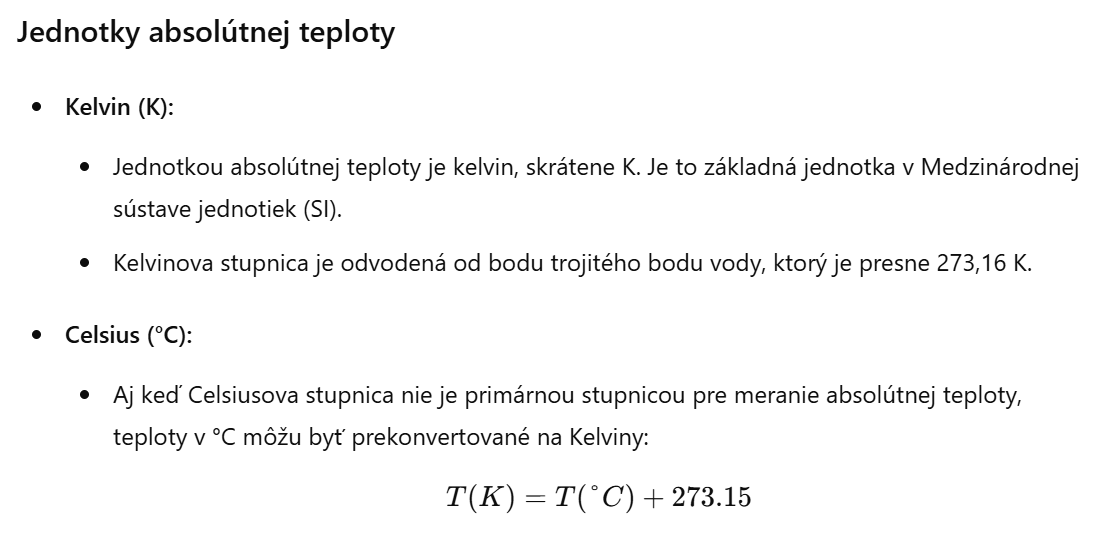 Jednotky absolútnej teploty
• Kelvin (K):
• Jednotkou absolútnej teploty je kelvin, skrátene K. Je to základná jednotka v Medzinárodnej
sústave jednotiek (SI).
• Kelvinova stupnica je odvodená od bodu trojitého bodu vody, ktorý je presne 273,16 K.
• Celsius (°C):
• Aj keď Celsiusova stupnica nie je primárnou stupnicou pre meranie absolútnej teploty,
teploty v °C môžu byť prekonvertované na Kelviny:
T(K) = T(°C) + 273.15